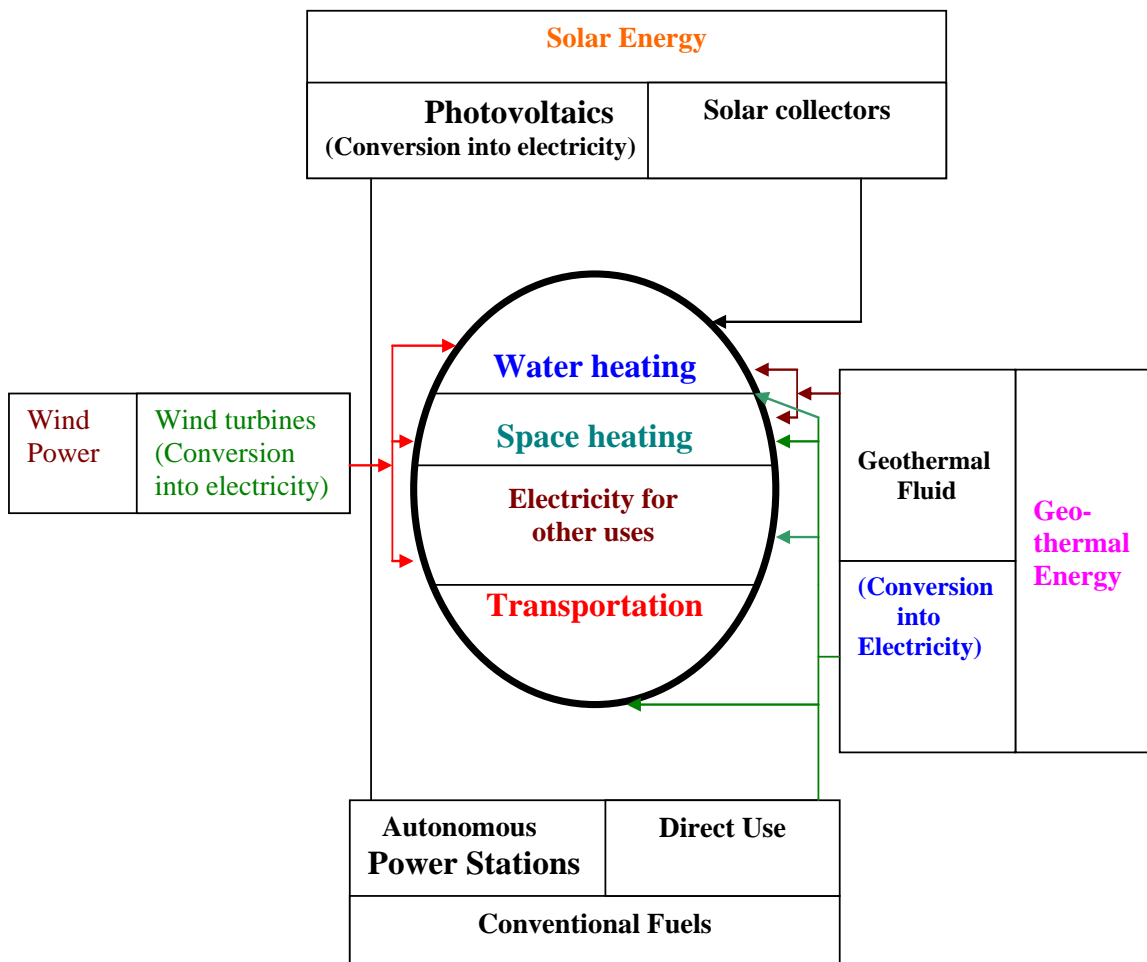 Solar Energy
Photovoltaics
(Conversion into electricity)
Solar collectors
Water heating
Space heating
Electricity for
other uses
Transportation
Wind
Power
Wind turbines
(Conversion
into electricity)
Geothermal
Fluid
(Conversion
into
Electricity)
Geo-
thermal
Energy
Autonomous
Power Stations
Direct Use
Conventional Fuels